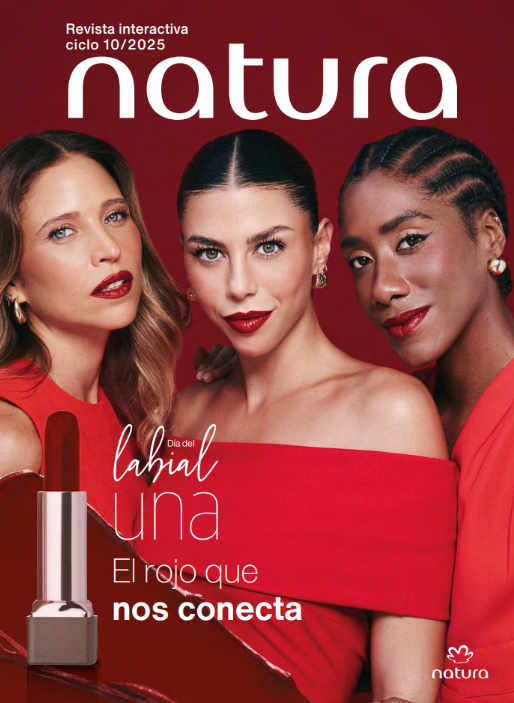 Revista interactiva
ciclo 10/2025
natura
Día del
labial
una
El rojo que
nos conecta
natura